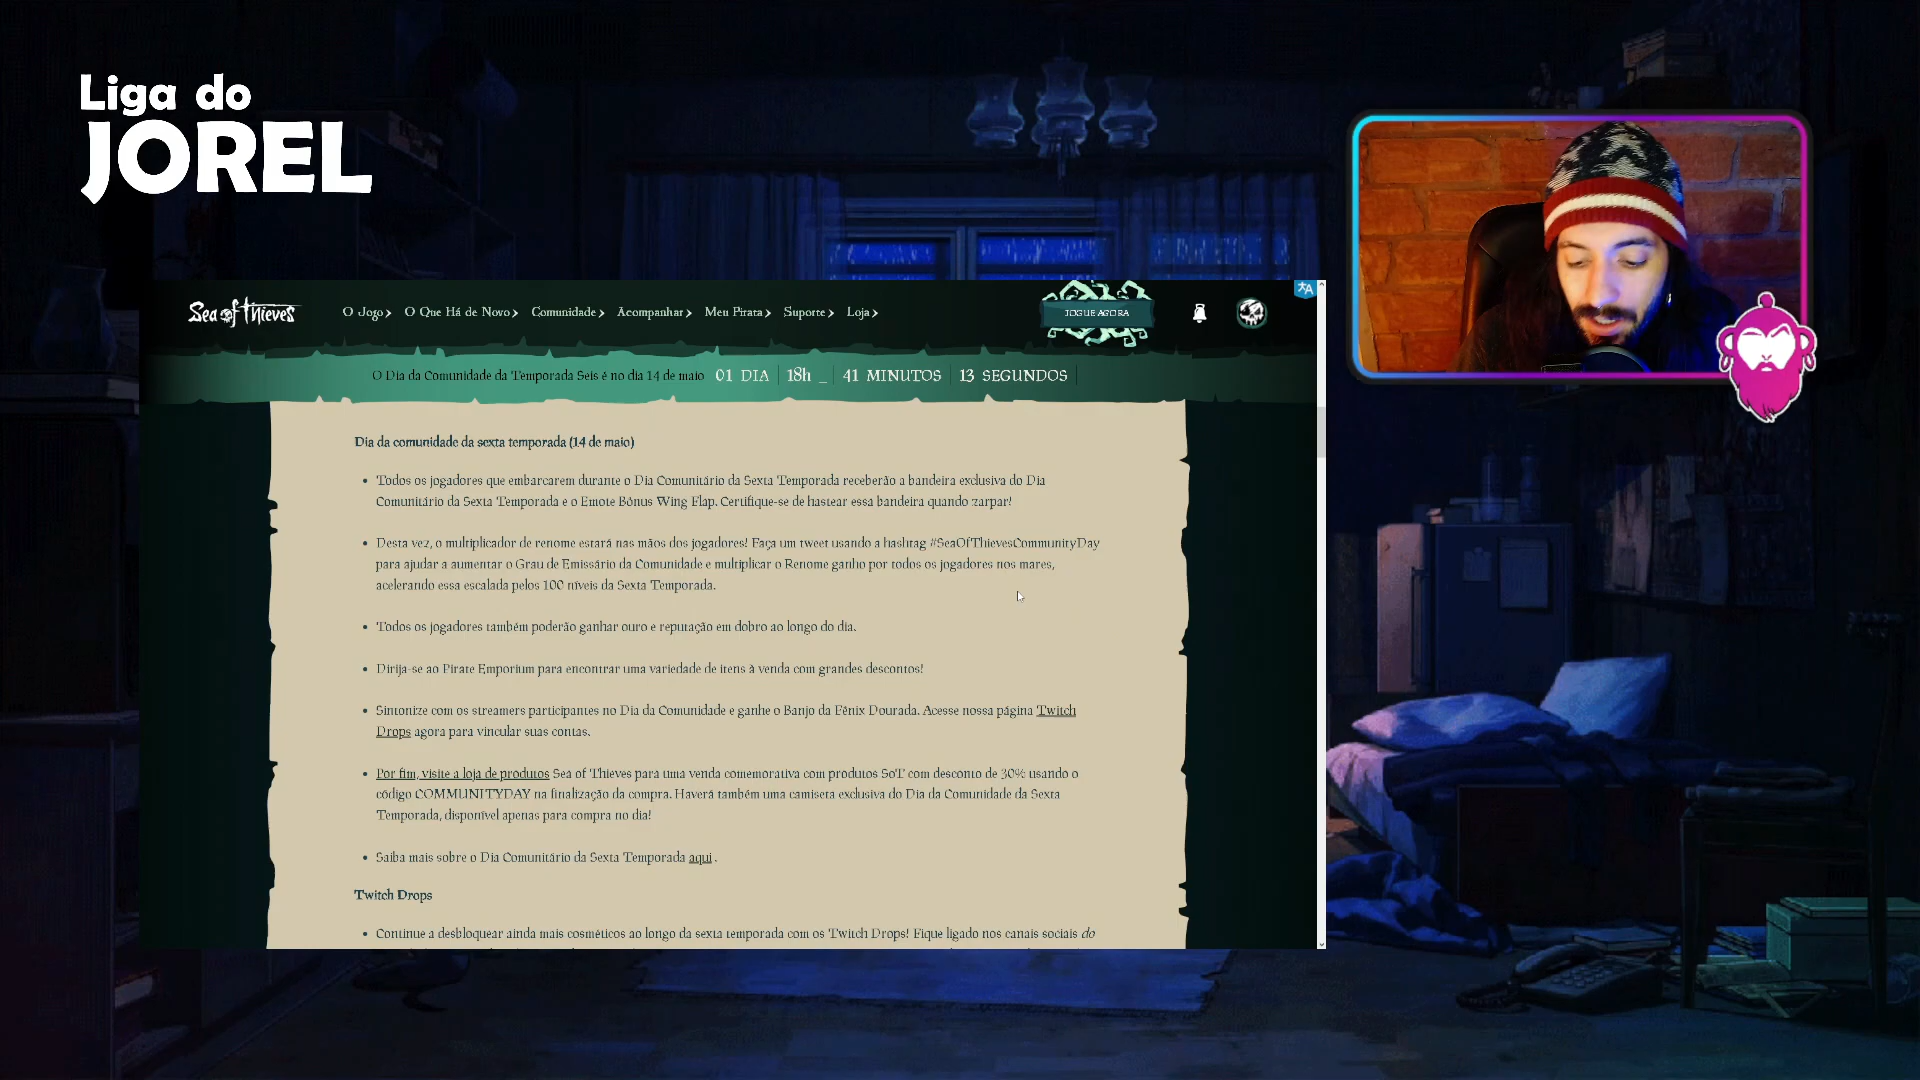 Liga do
JOREL
Sea of Thieves
O Jogo O Que Há de Novo Comunidade Acompanhar Meu Pirata Suporte Loja
JOGUE AGORA
O Dia da Comunidade da Temporada Seis é no dia 14 de maio 01 DIA 18h _ 41 MINUTOS 13 SEGUNDOS
Dia da comunidade da sexta temporada (14 de maio)
• Todos os jogadores que embarcarem durante o Dia Comunitário da Sexta Temporada receberão a bandeira exclusiva do Dia
Comunitário da Sexta Temporada e o Emote Bônus Wing Flap. Certifique-se de hastear essa bandeira quando zarpar!
• Desta vez, o multiplicador de renome estará nas mãos dos jogadores! Faça um tweet usando a hashtag #SeaOfThievesCommunityDay
para ajudar a aumentar o Grau de Emissário da Comunidade e multiplicar o Renome ganho por todos os jogadores nos mares,
acelerando essa escalada pelos 100 níveis da Sexta Temporada.
• Todos os jogadores também poderão ganhar ouro e reputação em dobro ao longo do dia.
• Dirija-se ao Pirate Emporium para encontrar uma variedade de itens à venda com grandes descontos!
• Sintonize com os streamers participantes no Dia da Comunidade e ganhe o Banjo da Fênix Dourada. Acesse nossa página Twitch
Drops agora para vincular suas contas.
• Por fim, visite a loja de produtos Sea of Thieves para uma venda comemorativa com produtos SoT com desconto de 30% usando o
código COMMUNITYDAY na finalização da compra. Haverá também uma camiseta exclusiva do Dia da Comunidade da Sexta
Temporada, disponível apenas para compra no dia!
• Saiba mais sobre o Dia Comunitário da Sexta Temporada aqui .
Twitch Drops
• Continue a desbloquear ainda mais cosméticos ao longo da sexta temporada com os Twitch Drops! Fique ligado nos canais sociais do